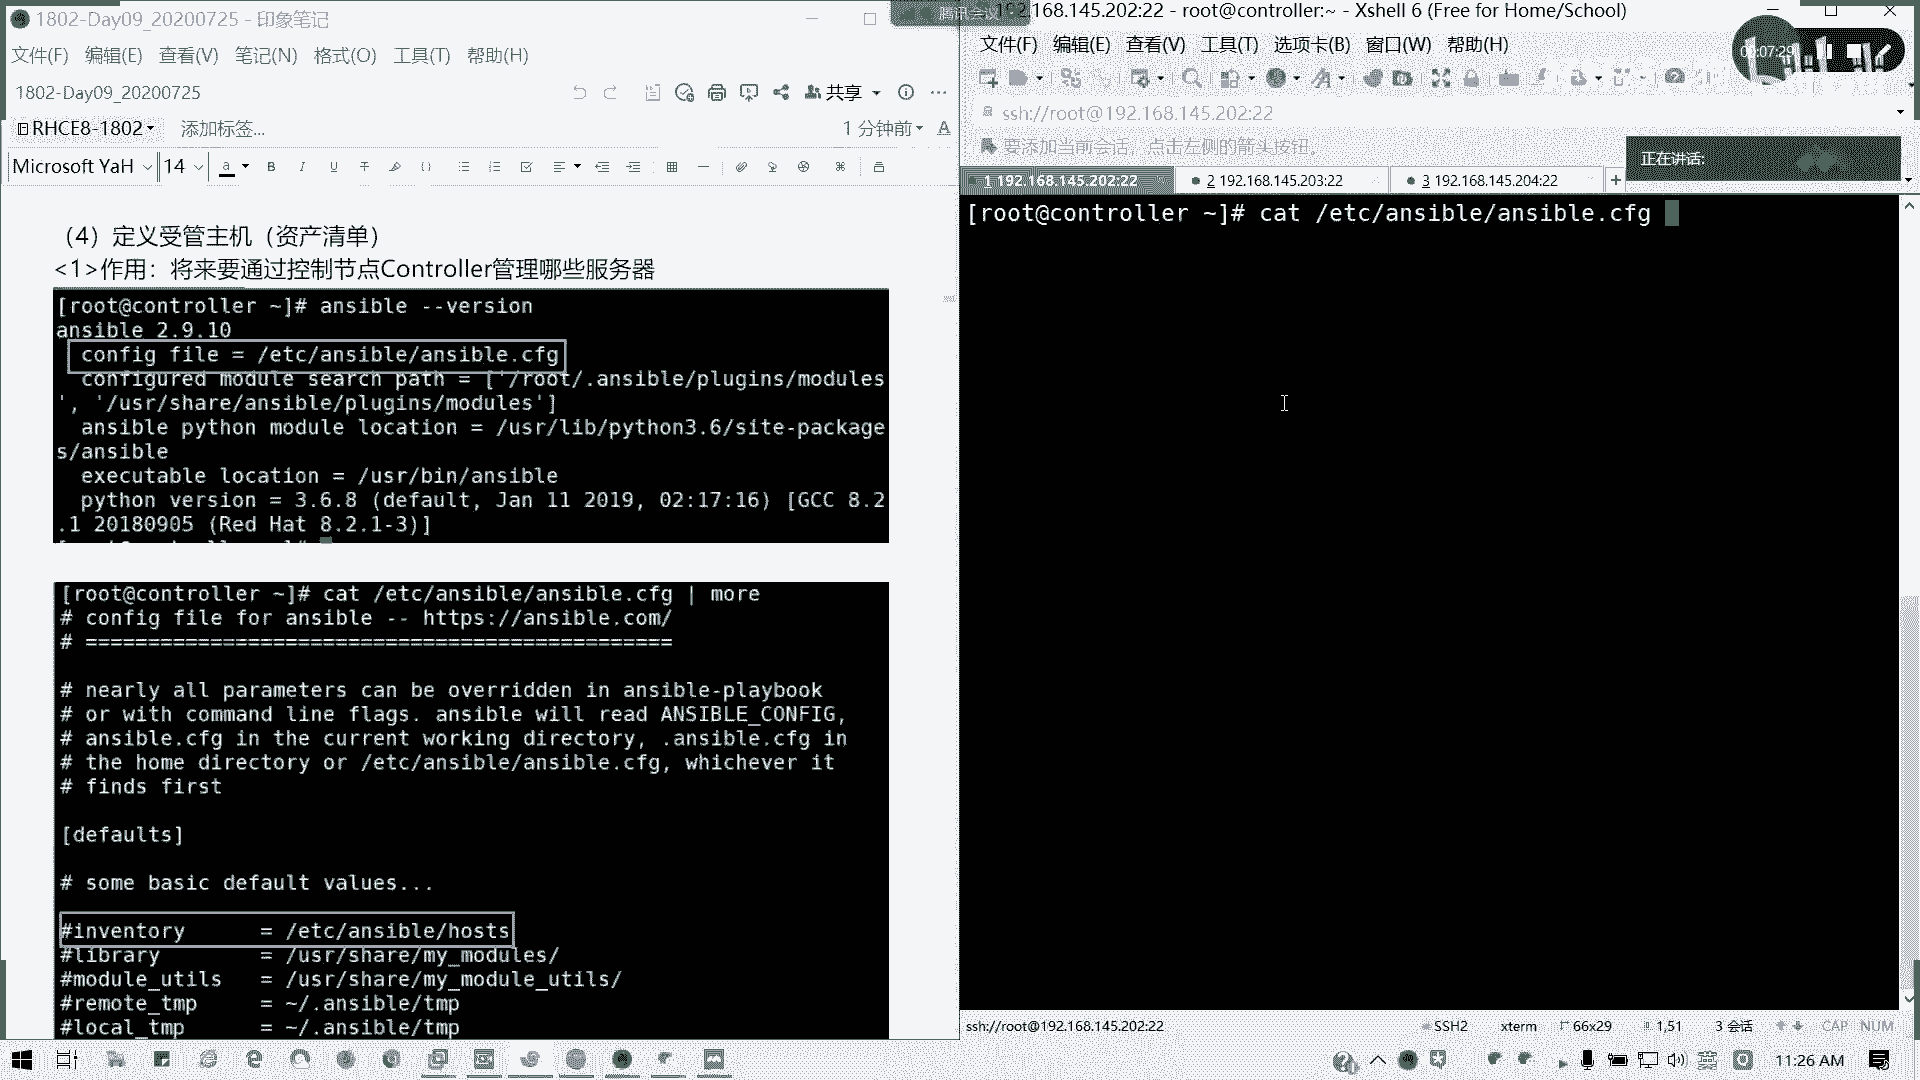 1802-Day09_20200725 - 印象笔记
文件(F) 编辑(E) 查看(V) 笔记(N) 格式(O) 工具(T) 帮助(H)
1802-Day09_20200725
共享
RHCE8-1802 添加标签...
1 分钟前
Microsoft YaH 14
（4）定义受管主机（资产清单）
<1>作用：将来要通过控制节点Controller管理哪些服务器
[root@controller ~]# ansible --version
ansible 2.9.10
config file = /etc/ansible/ansible.cfg
configured module search path = ['/root/.ansible/plugins/modules
', '/usr/share/ansible/plugins/modules']
ansible python module location = /usr/lib/python3.6/site-package
s/ansible
executable location = /usr/bin/ansible
python version = 3.6.8 (default, Jan 11 2019, 02:17:16) [GCC 8.2
.1 20180905 (Red Hat 8.2.1-3)]
[root@controller ~]# cat /etc/ansible/ansible.cfg | more
# config file for ansible -- https://ansible.com/
# ===============================================
# nearly all parameters can be overridden in ansible-playbook
# or with command line flags. ansible will read ANSIBLE_CONFIG,
# ansible.cfg in the current working directory, .ansible.cfg in
# the home directory or /etc/ansible/ansible.cfg, whichever it
# finds first
[defaults]
# some basic default values...
#inventory      = /etc/ansible/hosts
#library        = /usr/share/my_modules/
#module_utils   = /usr/share/my_module_utils/
#remote_tmp     = ~/.ansible/tmp
#local_tmp      = ~/.ansible/tmp
腾讯会议
.168.145.202:22 - root@controller:~ - Xshell 6 (Free for Home/School)
文件(F) 编辑(E) 查看(V) 工具(T) 选项卡(B) 窗口(W) 帮助(H)
00:07:29
ssh://root@192.168.145.202:22
要添加当前会话，点击左侧的箭头按钮。
正在讲话:
1 192.168.145.202:22
2 192.168.145.203:22
3 192.168.145.204:22
[root@controller ~]# cat /etc/ansible/ansible.cfg
ssh://root@192.168.145.202:22
SSH2 xterm 66x29 1,51 3 会话 CAP NUM
英
11:26 AM